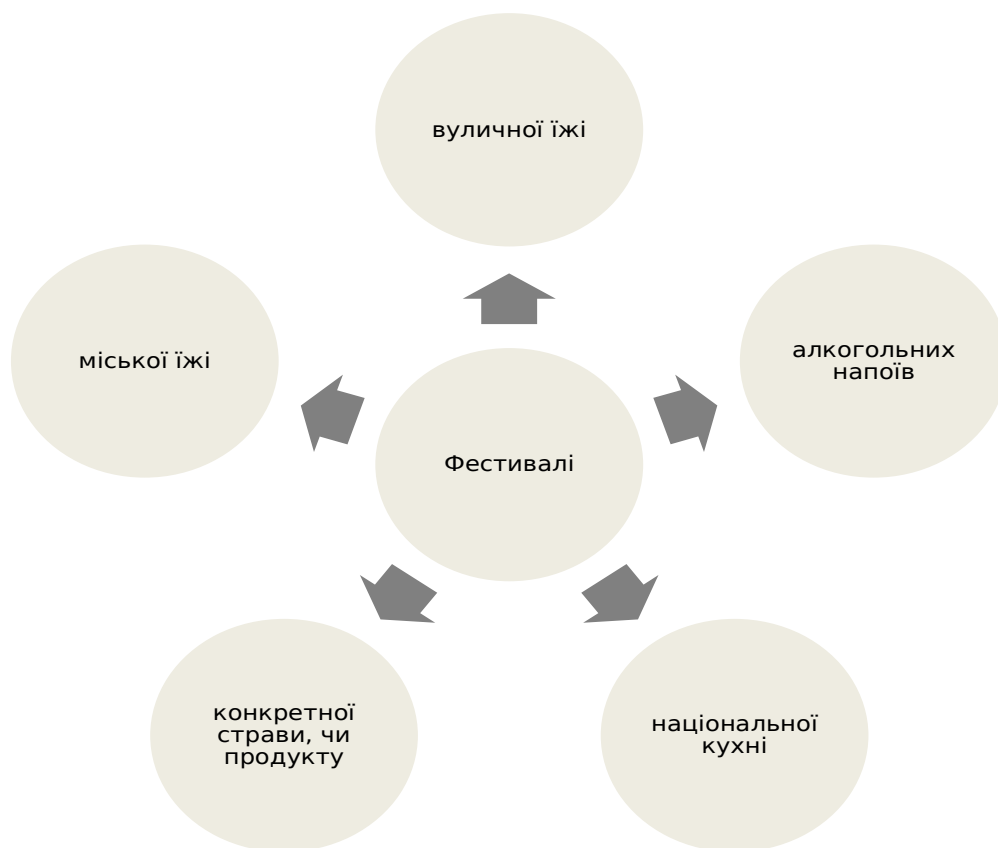 вуличної їжі
міської їжі
алкогольних
напоїв
Фестивалі
конкретної
страви, чи
продукту
національної
кухні